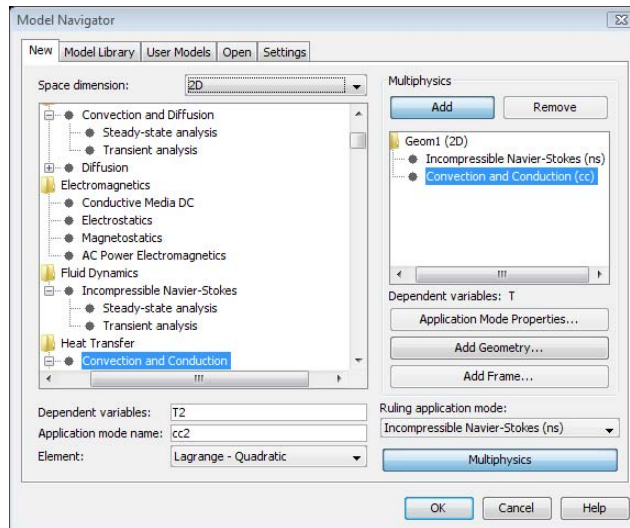 Model Navigator
New Model Library User Models Open Settings
Space dimension: 2D
Convection and Diffusion
Steady-state analysis
Transient analysis
Diffusion
Electromagnetics
Conductive Media DC
Electrostatics
Magnetostatics
AC Power Electromagnetics
Fluid Dynamics
Incompressible Navier-Stokes
Steady-state analysis
Transient analysis
Heat Transfer
Convection and Conduction
Dependent variables: T2
Application mode name: cc2
Element: Lagrange - Quadratic
Multiphysics
Add Remove
Geom1 (2D)
Incompressible Navier-Stokes (ns)
Convection and Conduction (cc)
Dependent variables: T
Application Mode Properties...
Add Geometry...
Add Frame...
Ruling application mode:
Incompressible Navier-Stokes (ns)
Multiphysics
OK Cancel Help